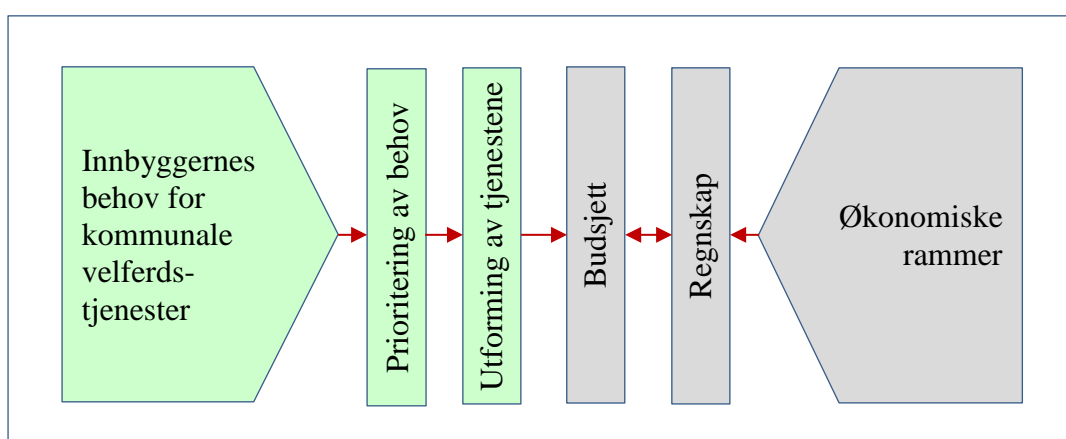 Innbyggernes
behov for
kommunale
velferds-
tjenester
Prioritering av behov
Utforming av tjenestene
Budsjett
Regnskap
Økonomiske
rammer